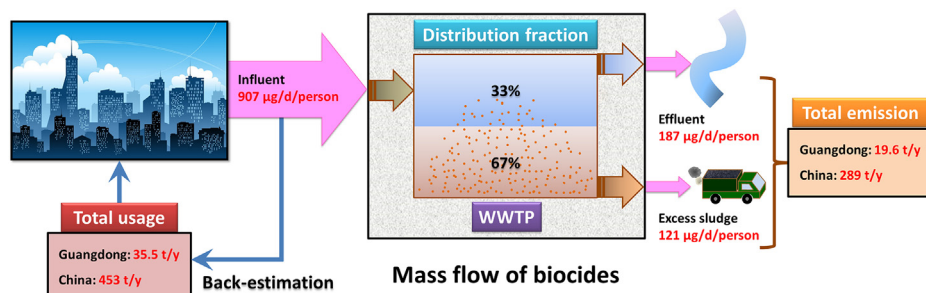 Influent
907 µg/d/person
Distribution fraction
33%
67%
WWTP
Effluent
187 µg/d/person
Excess sludge
121 µg/d/person
Total emission
Guangdong: 19.6 t/y
China: 289 t/y
Total usage
Guangdong: 35.5 t/y
China: 453 t/y
Back-estimation
Mass flow of biocides